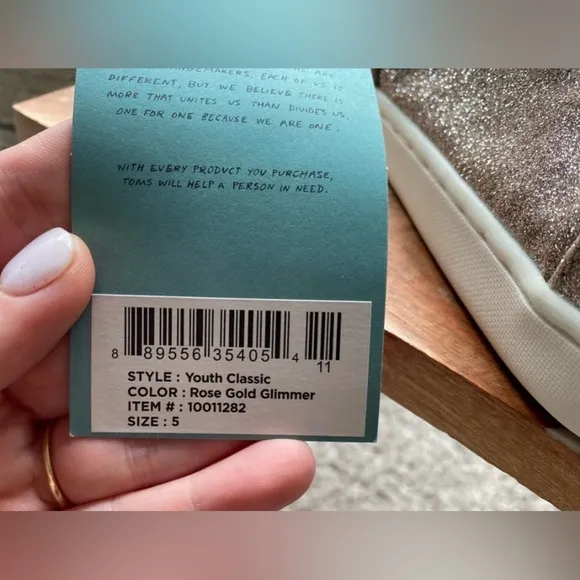 ARE
DIFFERENT, BUT WE BELIEVE THERE IS
MORE THAT UNITES US THAN DIVIDES US.
ONE FOR ONE BECAUSE WE ARE ONE.
WITH EVERY PRODUCT YOU PURCHASE,
TOMS WILL HELP A PERSON IN NEED.
8 89556 35405 4 11
STYLE : Youth Classic
COLOR : Rose Gold Glimmer
ITEM # : 10011282
SIZE : 5